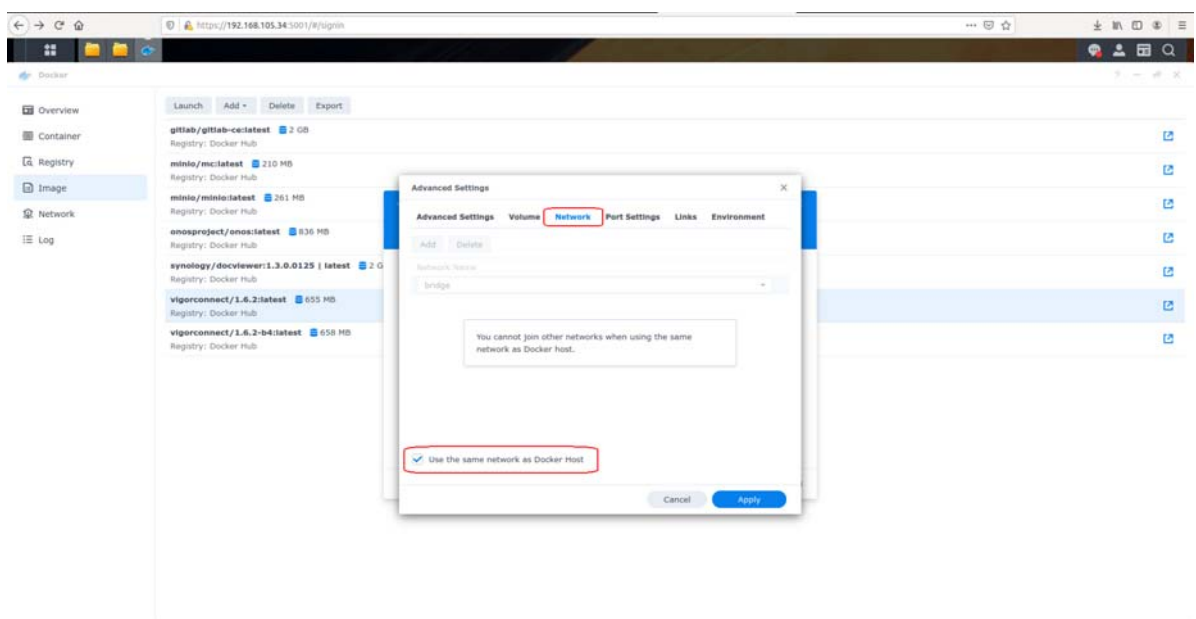 https://192.168.105.34:5001/#/signin
Docker
Overview
Container
Registry
Image
Network
Log
Launch Add Delete Export
gitlab/gitlab-ce:latest 2 GB
Registry: Docker Hub
minio/mc:latest 210 MB
Registry: Docker Hub
minio/minio:latest 261 MB
Registry: Docker Hub
onosproject/onos:latest 836 MB
Registry: Docker Hub
synology/docviewer:1.3.0.0125 | latest 2 G
Registry: Docker Hub
vigorconnect/1.6.2:latest 655 MB
Registry: Docker Hub
vigorconnect/1.6.2-b4:latest 658 MB
Registry: Docker Hub
Advanced Settings
Advanced Settings Volume Network Port Settings Links Environment
Add Delete
Network Name
bridge
You cannot join other networks when using the same
network as Docker host.
Use the same network as Docker Host
Cancel Apply